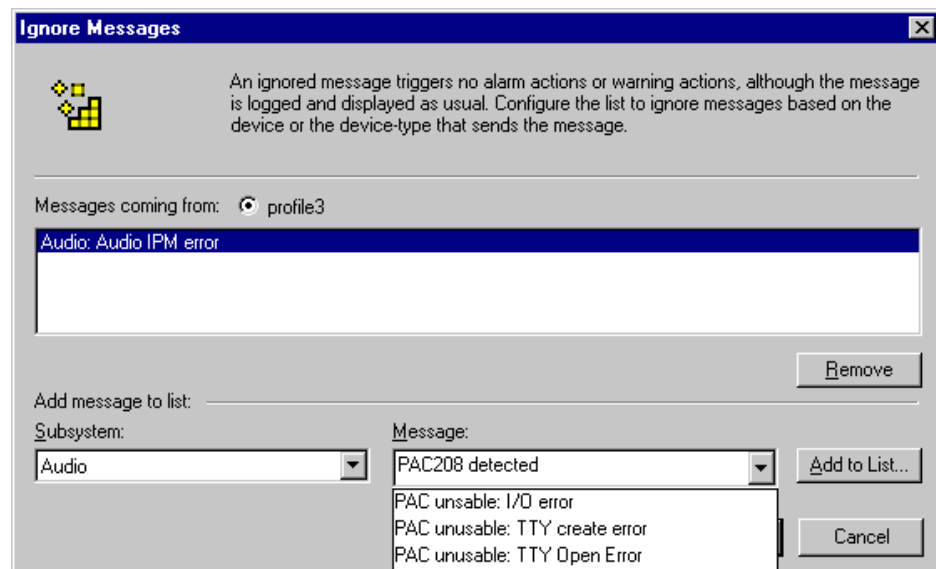 Ignore Messages
An ignored message triggers no alarm actions or warning actions, although the message
is logged and displayed as usual. Configure the list to ignore messages based on the
device or the device-type that sends the message.
Messages coming from: profile3
Audio: Audio IPM error
Remove
Add message to list:
Subsystem: Message:
Audio PAC208 detected Add to List...
PAC unsable: I/O error
PAC unusable: TTY create error Cancel
PAC unusable: TTY Open Error